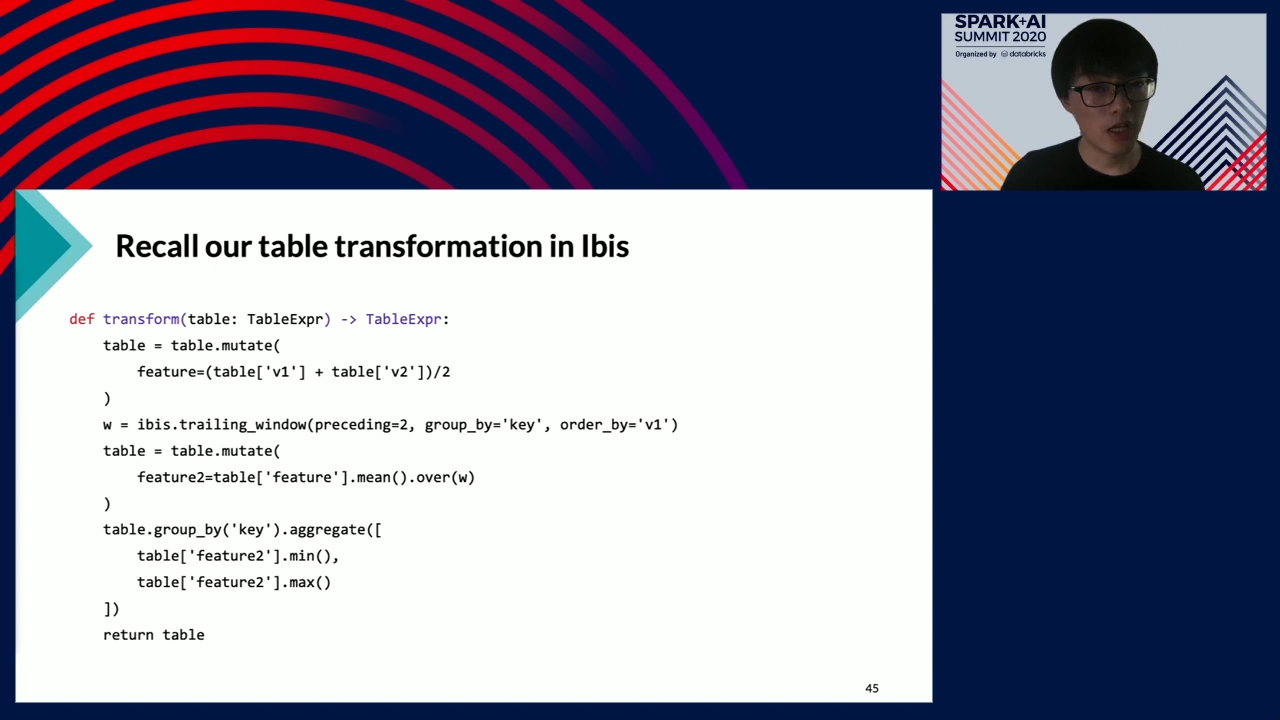 SPARK+AI
SUMMIT 2020
Organized by databricks
Recall our table transformation in Ibis
def transform(table: TableExpr) -> TableExpr:
    table = table.mutate(
        feature=(table['v1'] + table['v2'])/2
    )
    w = ibis.trailing_window(preceding=2, group_by='key', order_by='v1')
    table = table.mutate(
        feature2=table['feature'].mean().over(w)
    )
    table.group_by('key').aggregate([
        table['feature2'].min(),
        table['feature2'].max()
    ])
    return table
45